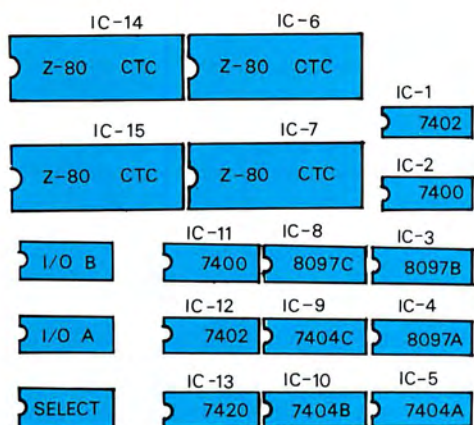 IC-14 IC-6
Z-80 CTC Z-80 CTC
IC-1
7402
IC-15 IC-7
Z-80 CTC Z-80 CTC
IC-2
7400
IC-11 IC-8 IC-3
I/O B 7400 8097C 8097B
IC-12 IC-9 IC-4
I/O A 7402 7404C 8097A
IC-13 IC-10 IC-5
SELECT 7420 7404B 7404A